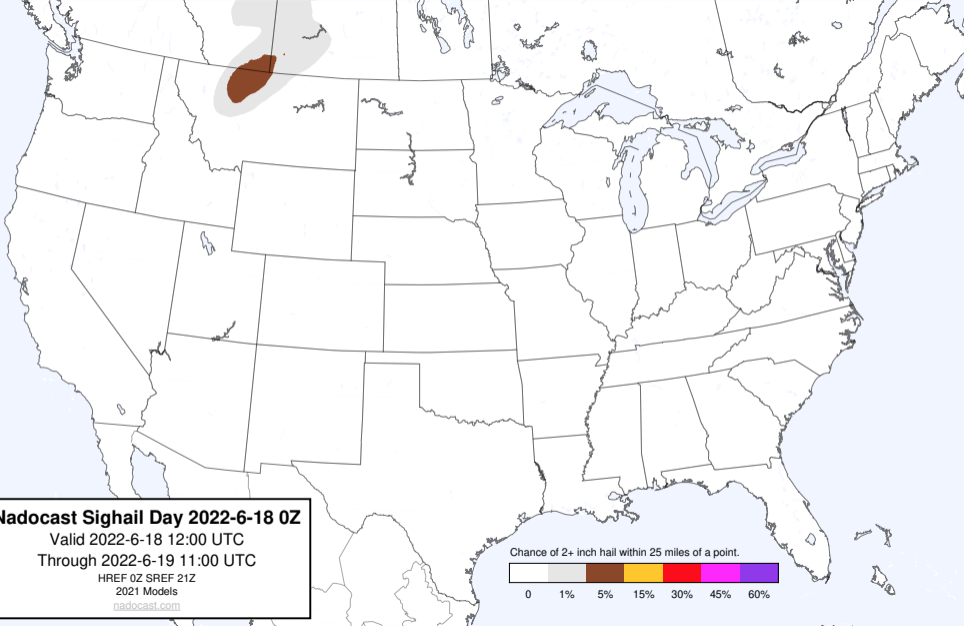 Nadocast Sighail Day 2022-6-18 0Z
Valid 2022-6-18 12:00 UTC
Through 2022-6-19 11:00 UTC
HREF 0Z SREF 21Z
2021 Models
nadocast.com
Chance of 2+ inch hail within 25 miles of a point.
0 1% 5% 15% 30% 45% 60%